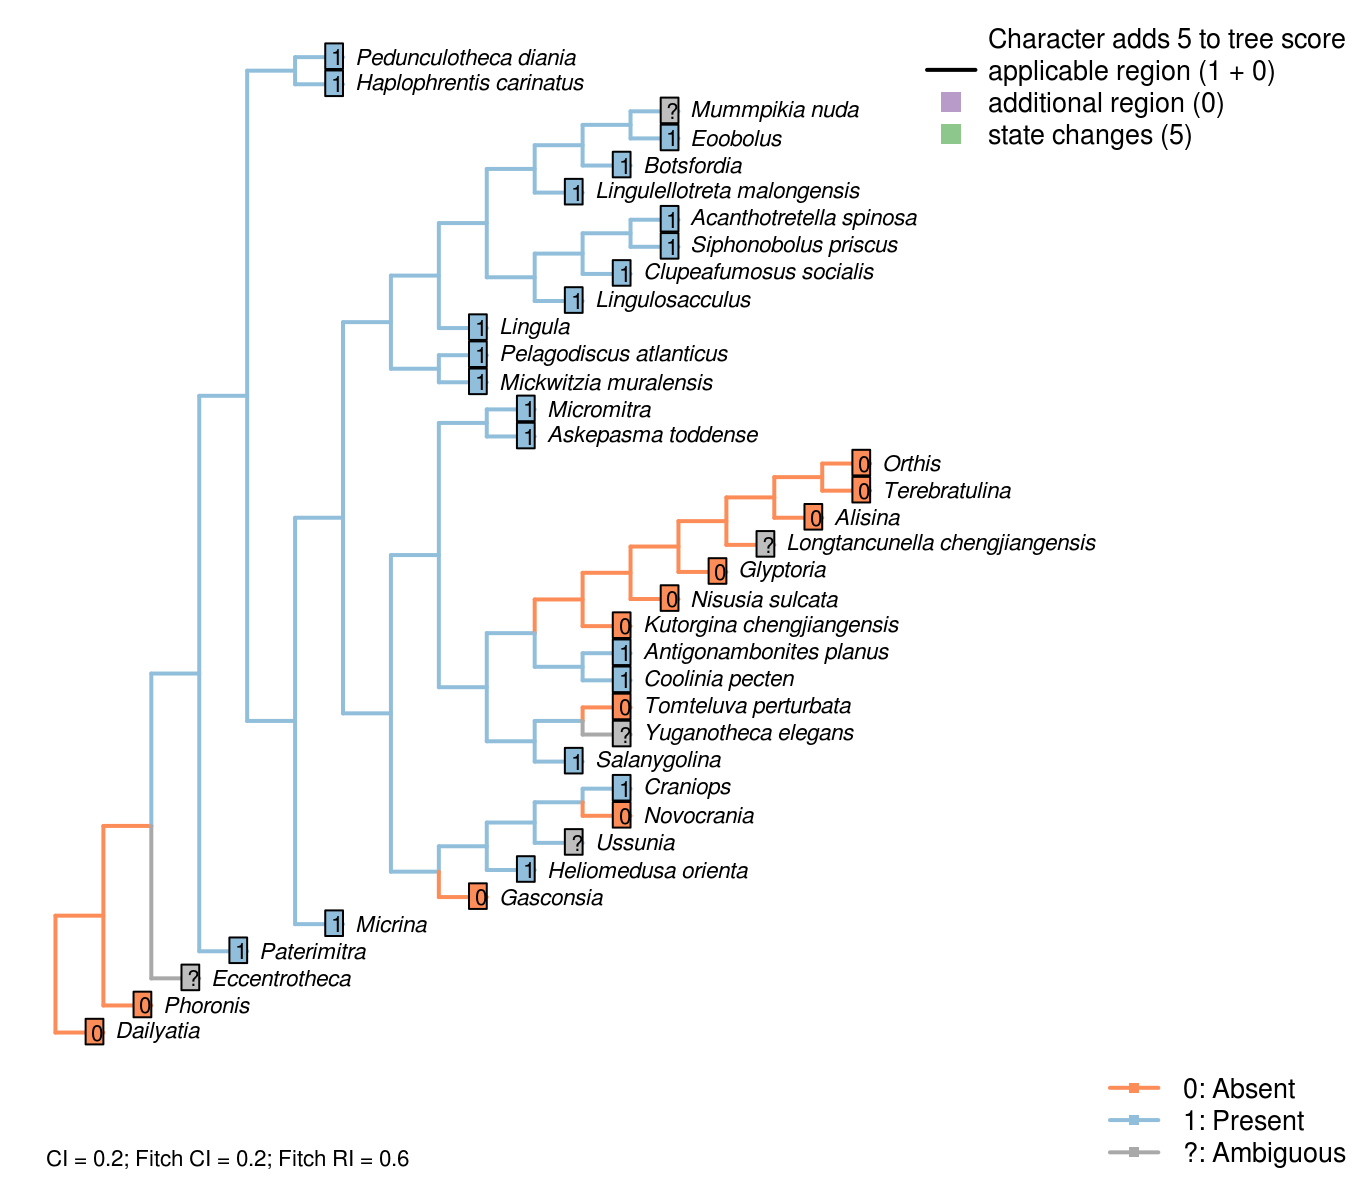 Character adds 5 to tree score
applicable region (1 + 0)
additional region (0)
state changes (5)
1 Pedunculotheca diania
1 Haplophrentis carinatus
? Mummpikia nuda
1 Eoobolus
1 Botsfordia
1 Lingulellotreta malongensis
1 Acanthotretella spinosa
1 Siphonobolus priscus
1 Clupeafumosus socialis
1 Lingulosacculus
1 Lingula
1 Pelagodiscus atlanticus
1 Mickwitzia muralensis
1 Micromitra
1 Askepasma toddense
0 Orthis
0 Terebratulina
0 Alisina
? Longtancunella chengjiangensis
0 Glyptoria
0 Nisusia sulcata
0 Kutorgina chengjiangensis
1 Antigonambonites planus
1 Coolinia pecten
0 Tomteluva perturbata
? Yuganotheca elegans
1 Salanygolina
1 Craniops
0 Novocrania
? Ussunia
1 Heliomedusa orienta
0 Gasconsia
1 Micrina
1 Paterimitra
? Eccentrotheca
0 Phoronis
0 Dailyatia
0: Absent
1: Present
?: Ambiguous
CI = 0.2; Fitch CI = 0.2; Fitch RI = 0.6